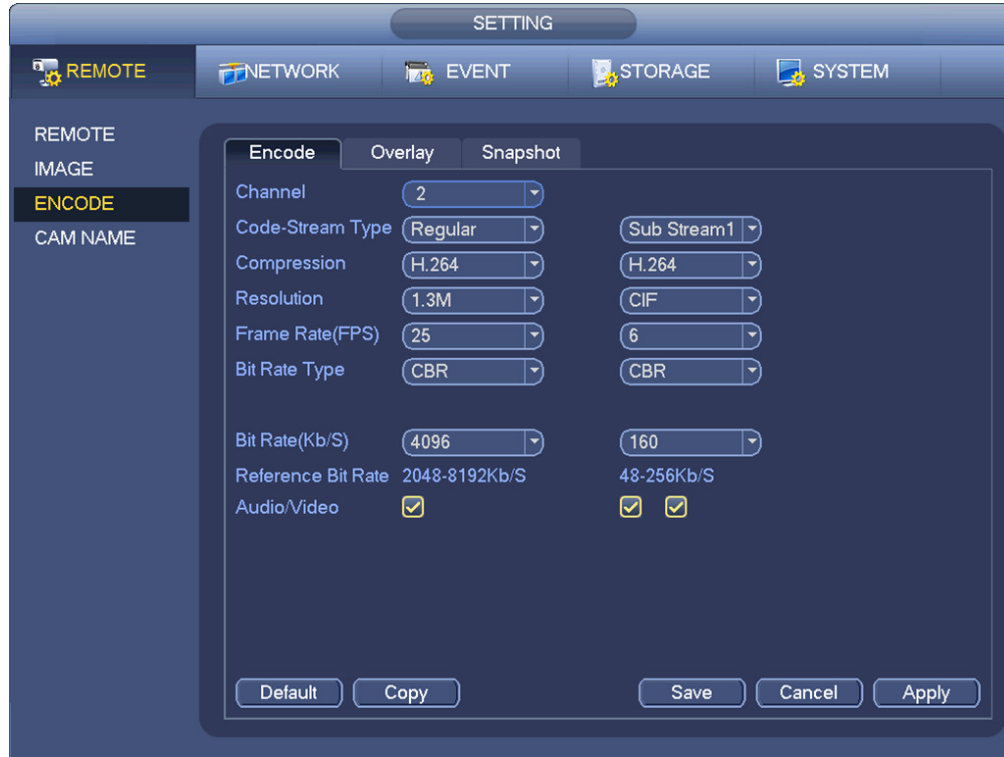 SETTING
REMOTE NETWORK EVENT STORAGE SYSTEM
REMOTE
IMAGE
ENCODE
CAM NAME
Encode Overlay Snapshot
Channel 2
Code-Stream Type Regular Sub Stream1
Compression H.264 H.264
Resolution 1.3M CIF
Frame Rate(FPS) 25 6
Bit Rate Type CBR CBR
Bit Rate(Kb/S) 4096 160
Reference Bit Rate 2048-8192Kb/S 48-256Kb/S
Audio/Video
Default Copy Save Cancel Apply